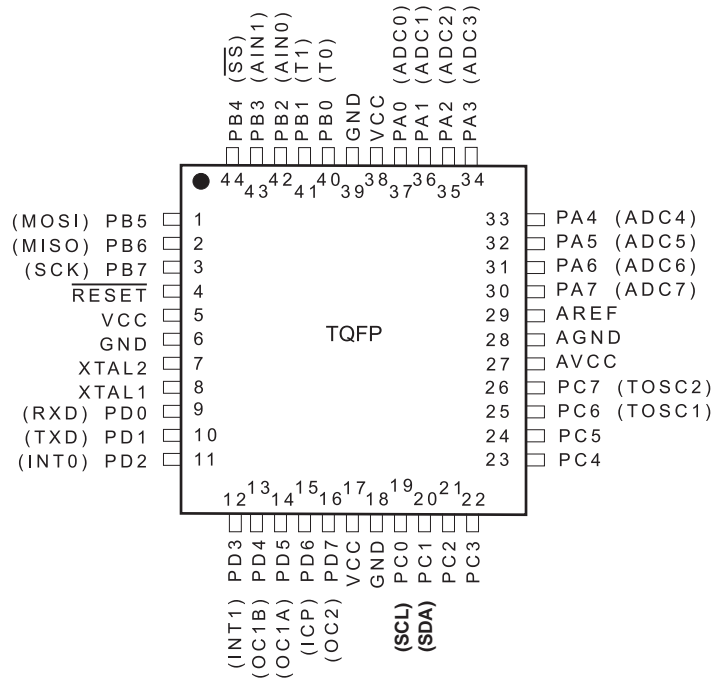 PB4 (SS)
PB3 (AIN1)
PB2 (AIN0)
PB1 (T1)
PB0 (T0)
GND
VCC
PA0 (ADC0)
PA1 (ADC1)
PA2 (ADC2)
PA3 (ADC3)
44 43 42 41 40 39 38 37 36 35 34
(MOSI) PB5 1
(MISO) PB6 2
(SCK) PB7 3
RESET 4
VCC 5
GND 6
XTAL2 7
XTAL1 8
(RXD) PD0 9
(TXD) PD1 10
(INT0) PD2 11
TQFP
33 PA4 (ADC4)
32 PA5 (ADC5)
31 PA6 (ADC6)
30 PA7 (ADC7)
29 AREF
28 AGND
27 AVCC
26 PC7 (TOSC2)
25 PC6 (TOSC1)
24 PC5
23 PC4
12 13 14 15 16 17 18 19 20 21 22
(INT1) PD3
(OC1B) PD4
(OC1A) PD5
(ICP) PD6
(OC2) PD7
VCC
GND
(SCL) PC0
(SDA) PC1
PC2
PC3